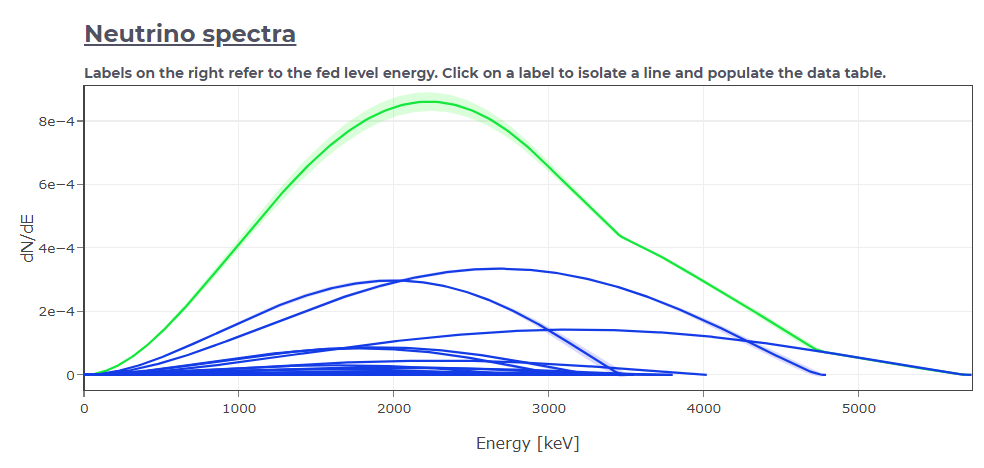 Neutrino spectra
Labels on the right refer to the fed level energy. Click on a label to isolate a line and populate the data table.
dN/dE
8e−4
6e−4
4e−4
2e−4
0
0 1000 2000 3000 4000 5000
Energy [keV]